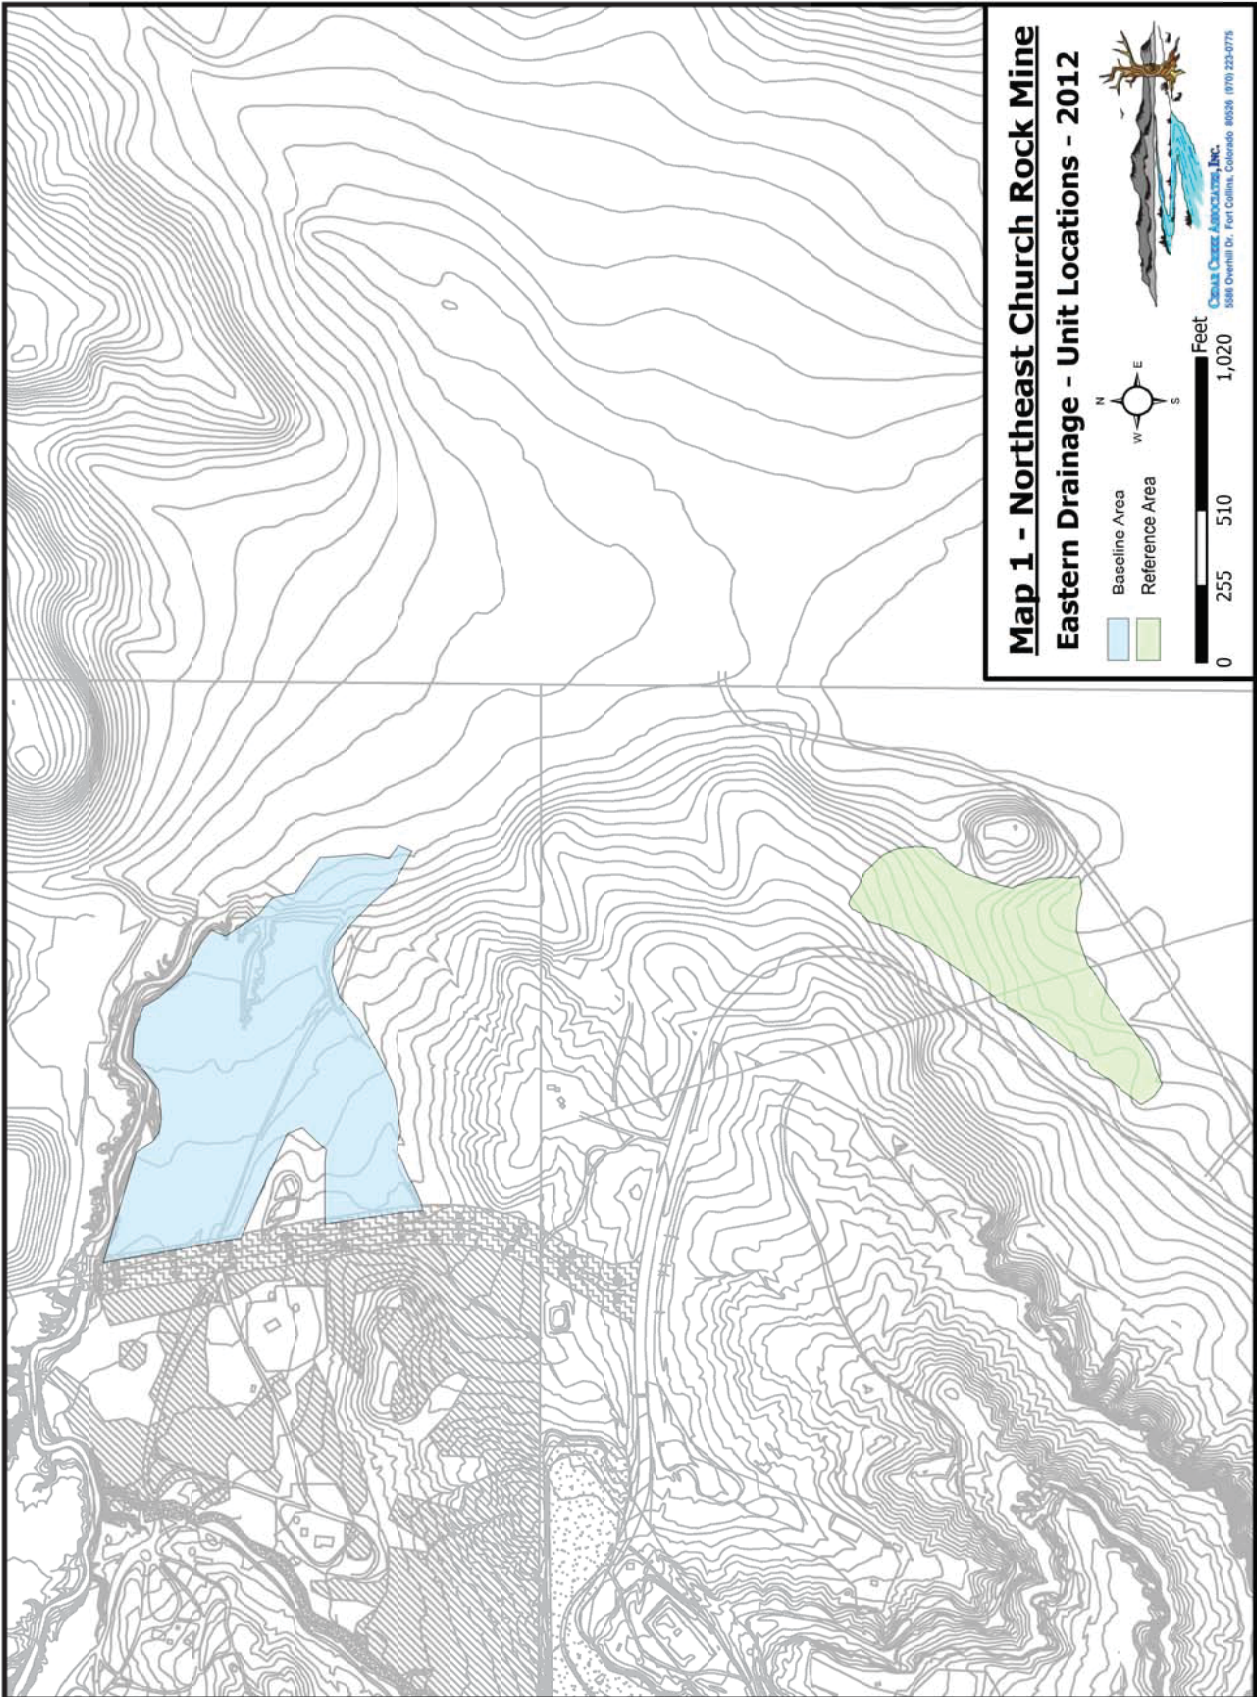 Map 1 - Northeast Church Rock Mine
Eastern Drainage - Unit Locations - 2012
Baseline Area
Reference Area
N
W
E
S
0 255 510 1,020
Feet
CEDAR CREEK ASSOCIATES, INC.
5586 Overhill Dr. Fort Collins, Colorado 80526 (970) 223-0775